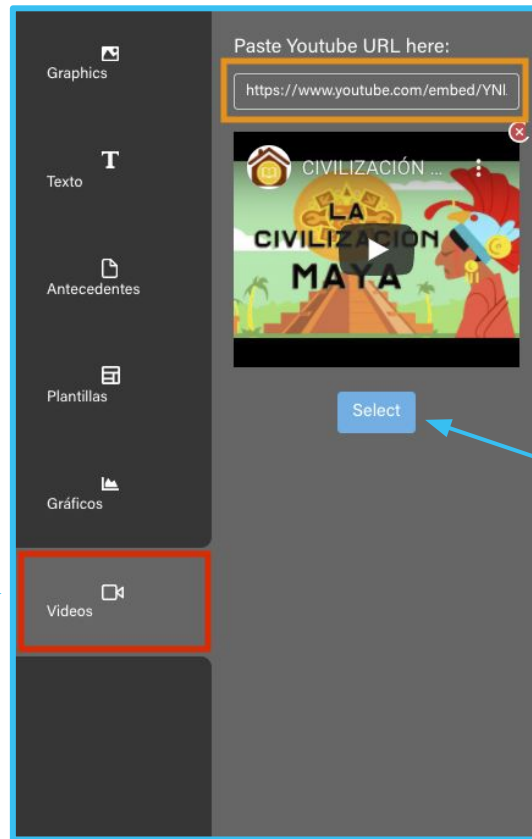 Graphics
Texto
Antecedentes
Plantillas
Gráficos
Videos
Paste Youtube URL here:
https://www.youtube.com/embed/YNI
CIVILIZACIÓN ...
LA
CIVILIZACIÓN
MAYA
Select